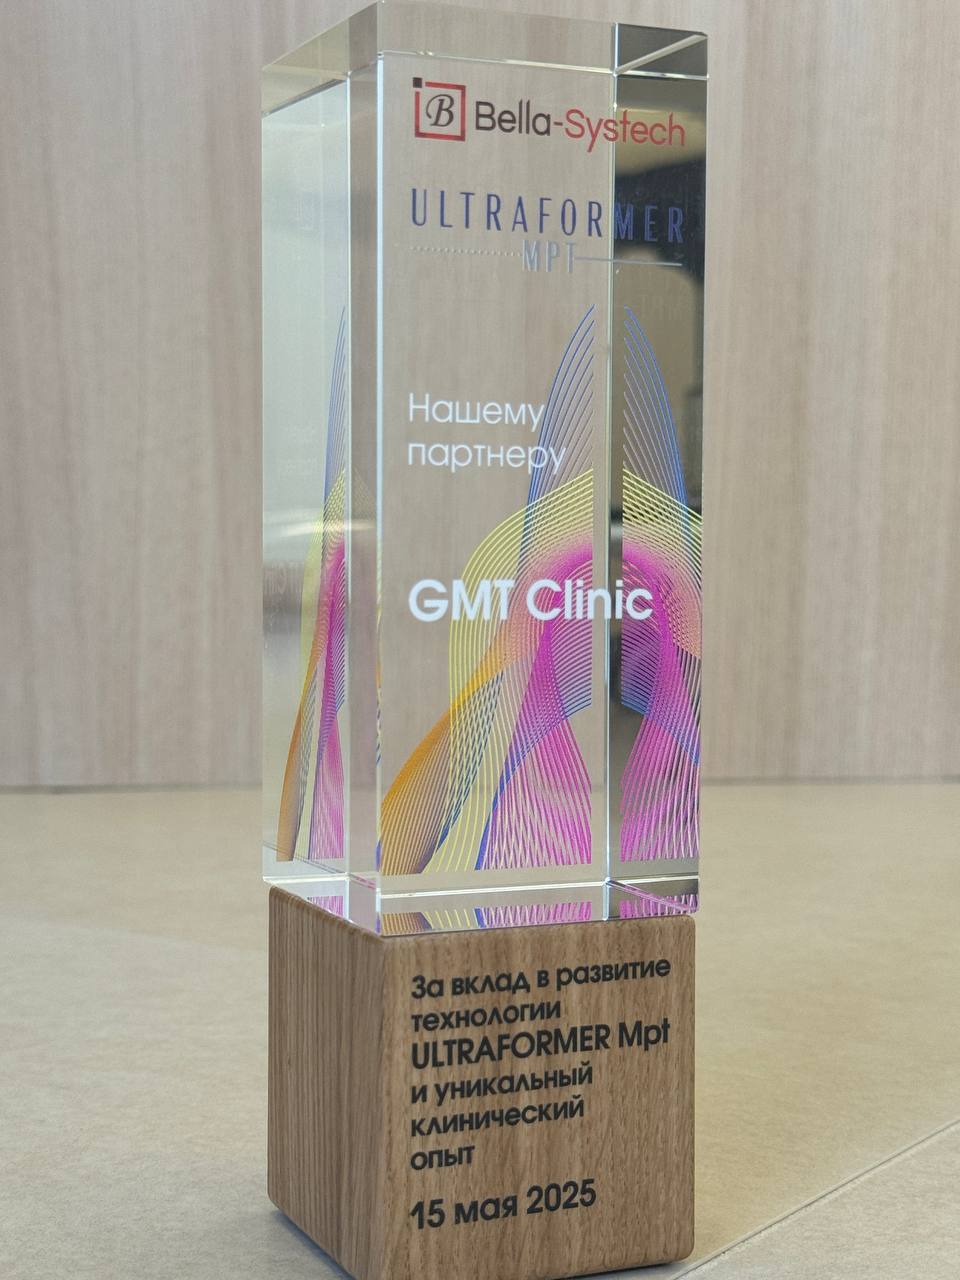 B Bella-Systech
ULTRAFORMER
MPT
Нашему
партнеру
GMT Clinic
За вклад в развитие
технологии
ULTRAFORMER Mpt
и уникальный
клинический
опыт
15 мая 2025